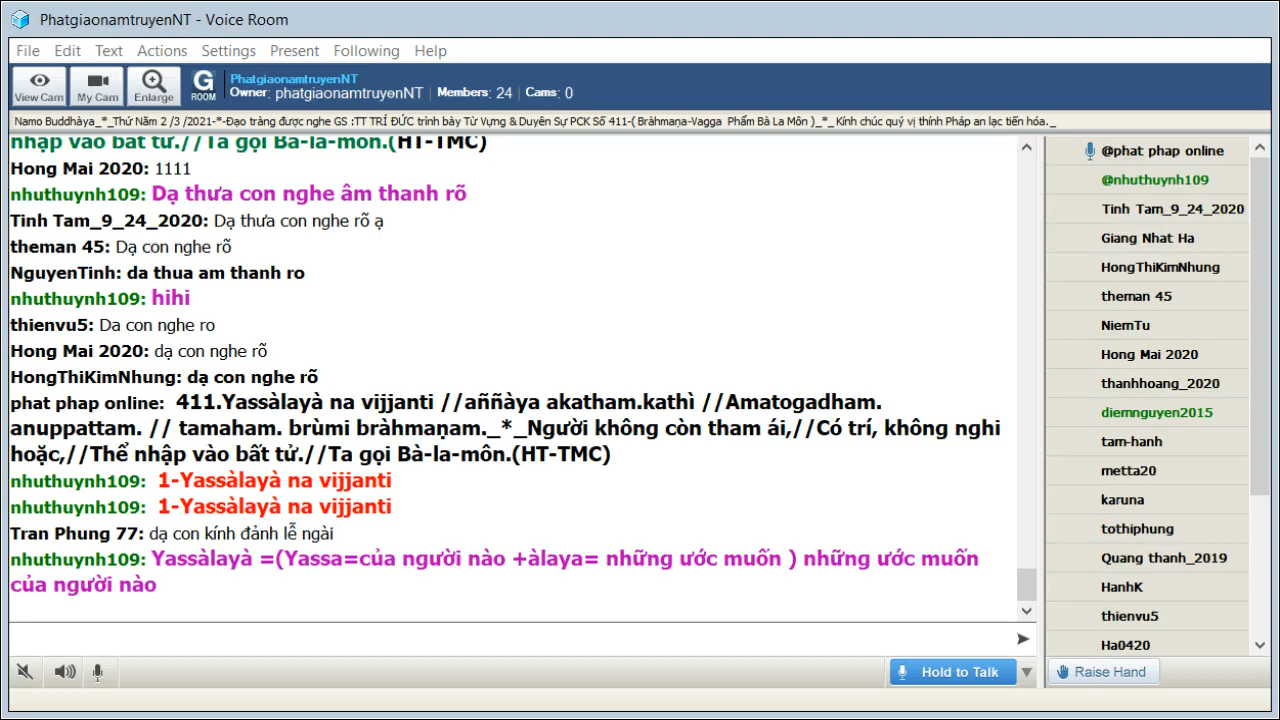 PhatgiaonamtruyenNT - Voice Room
File Edit Text Actions Settings Present Following Help
View Cam My Cam Enlarge G ROOM
PhatgiaonamtruyenNT
Owner: phatgiaonamtruyenNT Members: 24 Cams: 0
Namo Buddhàya_*_Thứ Năm 2 /3 /2021-*-Đạo tràng được nghe GS :TT TRÍ ĐỨC trình bày Từ Vựng & Duyên Sự PCK Số 411-( Bràhmaṇa-Vagga Phẩm Bà La Môn )_*_ Kính chúc quý vị thính Pháp an lạc tiến hóa._
nhập vào bất tử.//Ta gọi Bà-la-môn.(HT-TMC)
Hong Mai 2020: 1111
nhuthuynh109: Dạ thưa con nghe âm thanh rõ
Tinh Tam_9_24_2020: Dạ thưa con nghe rõ ạ
theman 45: Dạ con nghe rõ
NguyenTinh: da thua am thanh ro
nhuthuynh109: hihi
thienvu5: Da con nghe ro
Hong Mai 2020: dạ con nghe rõ
HongThiKimNhung: dạ con nghe rõ
phat phap online: 411.Yassàlayà na vijjanti //aññàya akatham.kathì //Amatogadham.
anuppattam. // tamaham. brùmi bràhmaṇam._*_Người không còn tham ái,//Có trí, không nghi
hoặc,//Thể nhập vào bất tử.//Ta gọi Bà-la-môn.(HT-TMC)
nhuthuynh109: 1-Yassàlayà na vijjanti
nhuthuynh109: 1-Yassàlayà na vijjanti
Tran Phung 77: dạ con kính đảnh lễ ngài
nhuthuynh109: Yassàlayà =(Yassa=của người nào +àlaya= những ước muốn ) những ước muốn
của người nào
@phat phap online
@nhuthuynh109
Tinh Tam_9_24_2020
Giang Nhat Ha
HongThiKimNhung
theman 45
NiemTu
Hong Mai 2020
thanhhoang_2020
diemnguyen2015
tam-hanh
metta20
karuna
tothiphung
Quang thanh_2019
HanhK
thienvu5
Ha0420
Hold to Talk
Raise Hand